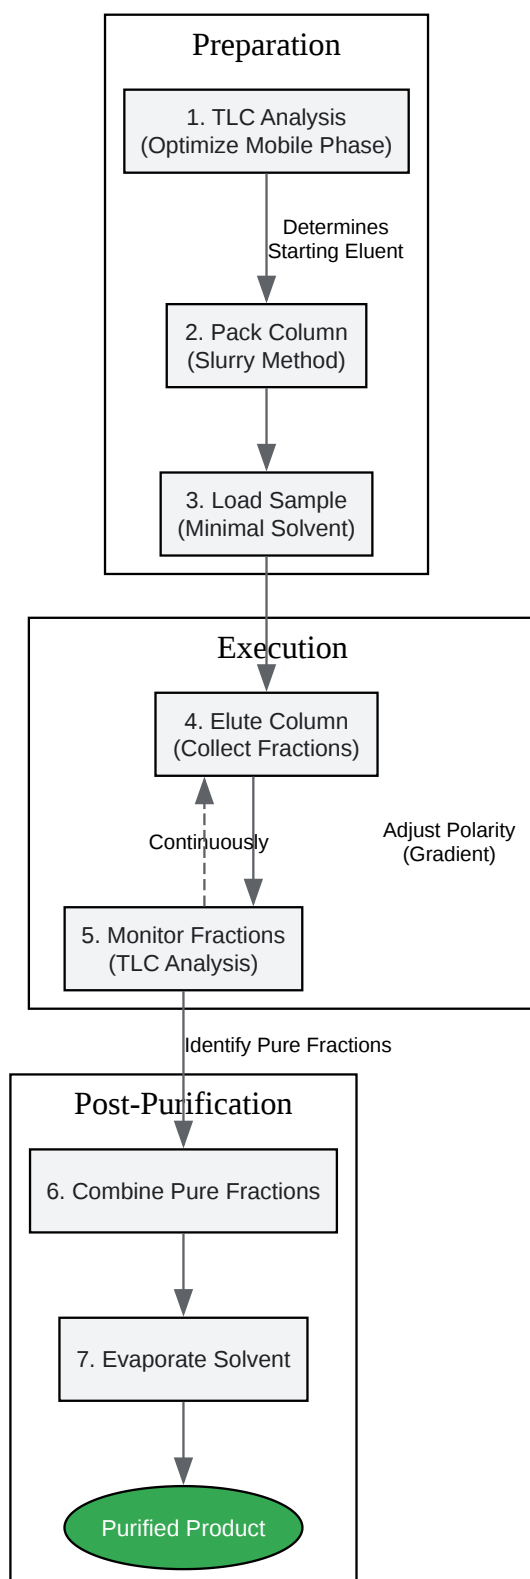 Preparation
1. TLC Analysis
(Optimize Mobile Phase)
Determines
Starting Eluent
2. Pack Column
(Slurry Method)
3. Load Sample
(Minimal Solvent)
Execution
4. Elute Column
(Collect Fractions)
Continuously
Adjust Polarity
(Gradient)
5. Monitor Fractions
(TLC Analysis)
Identify Pure Fractions
Post-Purification
6. Combine Pure Fractions
7. Evaporate Solvent
Purified Product